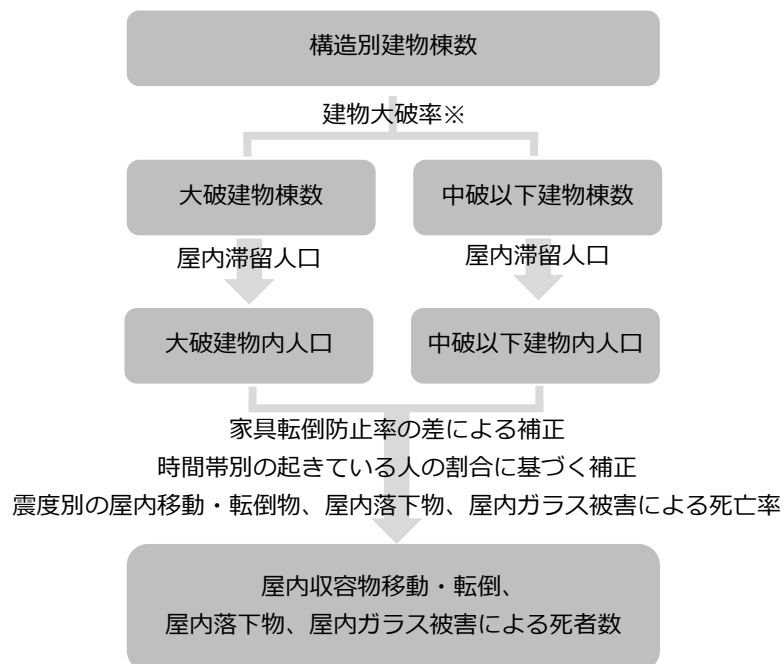 構造別建物棟数
建物大破率※
大破建物棟数
中破以下建物棟数
屋内滞留人口
屋内滞留人口
大破建物内人口
中破以下建物内人口
家具転倒防止率の差による補正
時間帯別の起きている人の割合に基づく補正
震度別の屋内移動・転倒物、屋内落下物、屋内ガラス被害による死亡率
屋内収容物移動・転倒、
屋内落下物、屋内ガラス被害による死者数